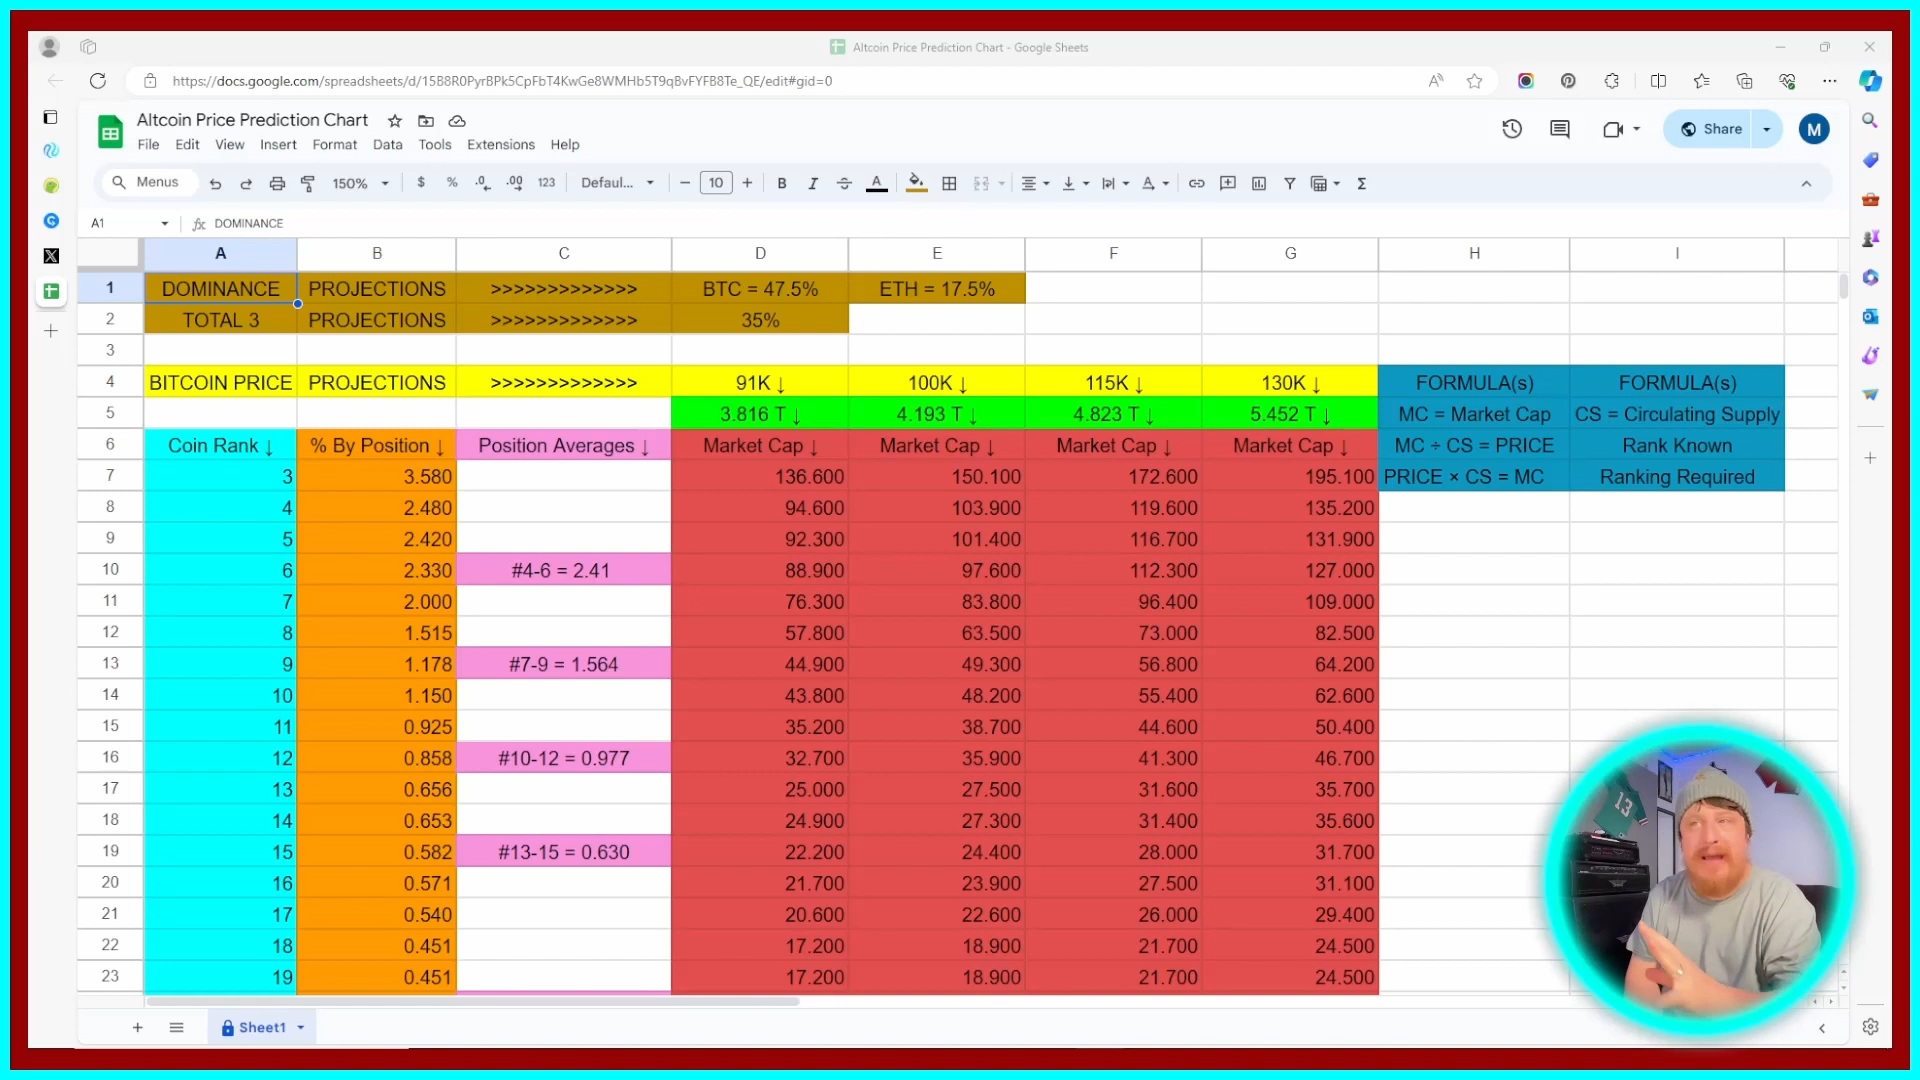 Altcoin Price Prediction Chart - Google Sheets
https://docs.google.com/spreadsheets/d/15B8R0PyrBPk5CpFbT4KwGe8WMHb5T9qBvFYFB8Te_QE/edit#gid=0
Altcoin Price Prediction Chart
File Edit View Insert Format Data Tools Extensions Help
Share
M
Menus 150% $ % .0 .00 123 Defaul... − 10 + B I A Σ
A1 fx DOMINANCE
A B C D E F G H I
1 DOMINANCE PROJECTIONS >>>>>>>>>>>>> BTC = 47.5% ETH = 17.5%
2 TOTAL 3 PROJECTIONS >>>>>>>>>>>>> 35%
3
4 BITCOIN PRICE PROJECTIONS >>>>>>>>>>>>> 91K ↓ 100K ↓ 115K ↓ 130K ↓ FORMULA(s) FORMULA(s)
5 3.816 T ↓ 4.193 T ↓ 4.823 T ↓ 5.452 T ↓ MC = Market Cap CS = Circulating Supply
6 Coin Rank ↓ % By Position ↓ Position Averages ↓ Market Cap ↓ Market Cap ↓ Market Cap ↓ Market Cap ↓ MC ÷ CS = PRICE Rank Known
7 3 3.580 136.600 150.100 172.600 195.100 PRICE × CS = MC Ranking Required
8 4 2.480 94.600 103.900 119.600 135.200
9 5 2.420 92.300 101.400 116.700 131.900
10 6 2.330 #4-6 = 2.41 88.900 97.600 112.300 127.000
11 7 2.000 76.300 83.800 96.400 109.000
12 8 1.515 57.800 63.500 73.000 82.500
13 9 1.178 #7-9 = 1.564 44.900 49.300 56.800 64.200
14 10 1.150 43.800 48.200 55.400 62.600
15 11 0.925 35.200 38.700 44.600 50.400
16 12 0.858 #10-12 = 0.977 32.700 35.900 41.300 46.700
17 13 0.656 25.000 27.500 31.600 35.700
18 14 0.653 24.900 27.300 31.400 35.600
19 15 0.582 #13-15 = 0.630 22.200 24.400 28.000 31.700
20 16 0.571 21.700 23.900 27.500 31.100
21 17 0.540 20.600 22.600 26.000 29.400
22 18 0.451 17.200 18.900 21.700 24.500
23 19 0.451 17.200 18.900 21.700 24.500
13
Sheet1